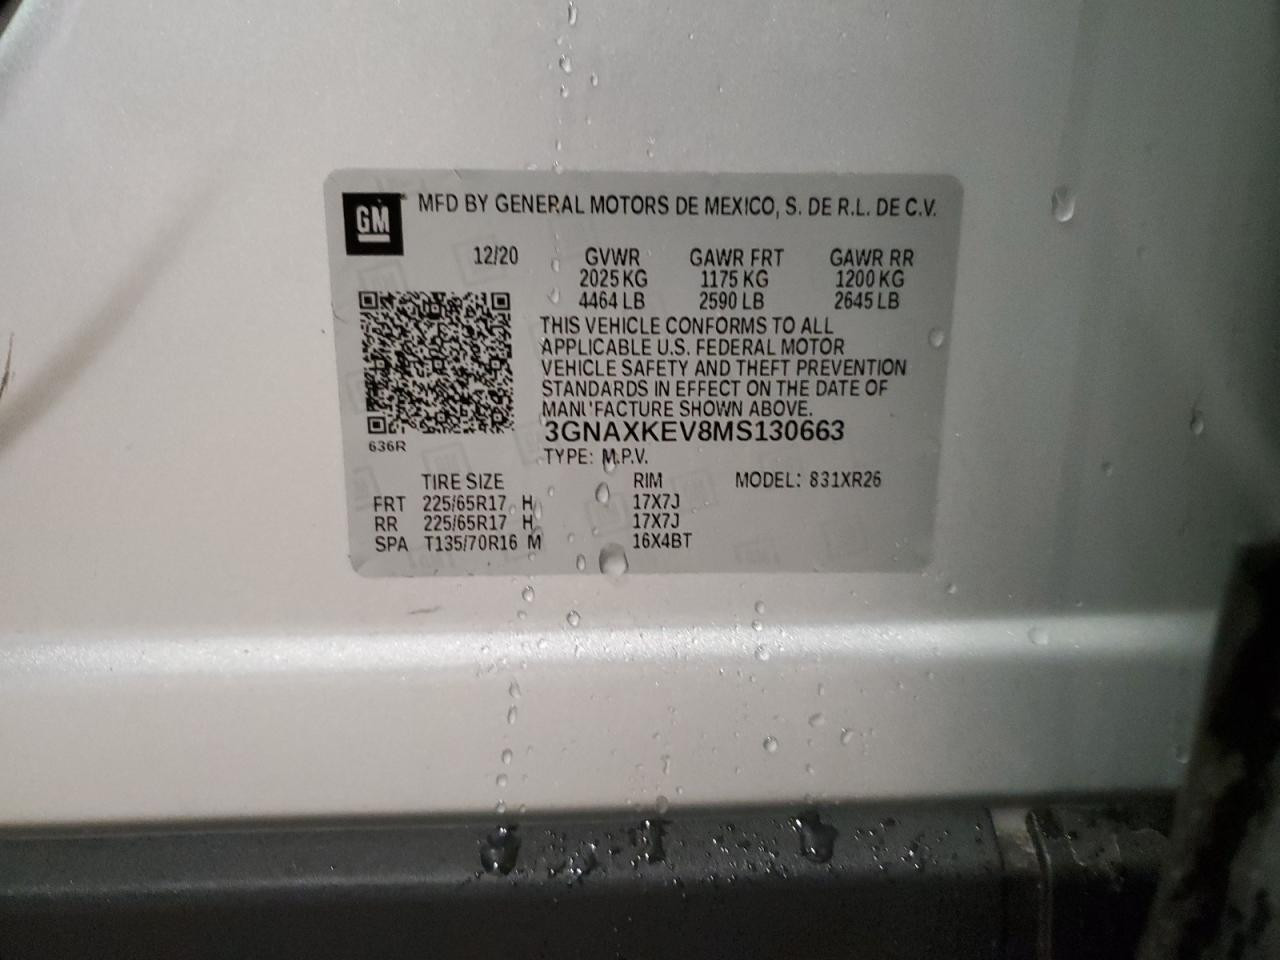 GM MFD BY GENERAL MOTORS DE MEXICO, S. DE R.L. DE C.V.
12/20 GVWR GAWR FRT GAWR RR
2025 KG 1175 KG 1200 KG
4464 LB 2590 LB 2645 LB
THIS VEHICLE CONFORMS TO ALL
APPLICABLE U.S. FEDERAL MOTOR
VEHICLE SAFETY AND THEFT PREVENTION
STANDARDS IN EFFECT ON THE DATE OF
MANUFACTURE SHOWN ABOVE.
3GNAXKEV8MS130663
636R
TYPE: M.P.V.
TIRE SIZE RIM MODEL: 831XR26
FRT 225/65R17 H 17X7J
RR 225/65R17 H 17X7J
SPA T135/70R16 M 16X4BT